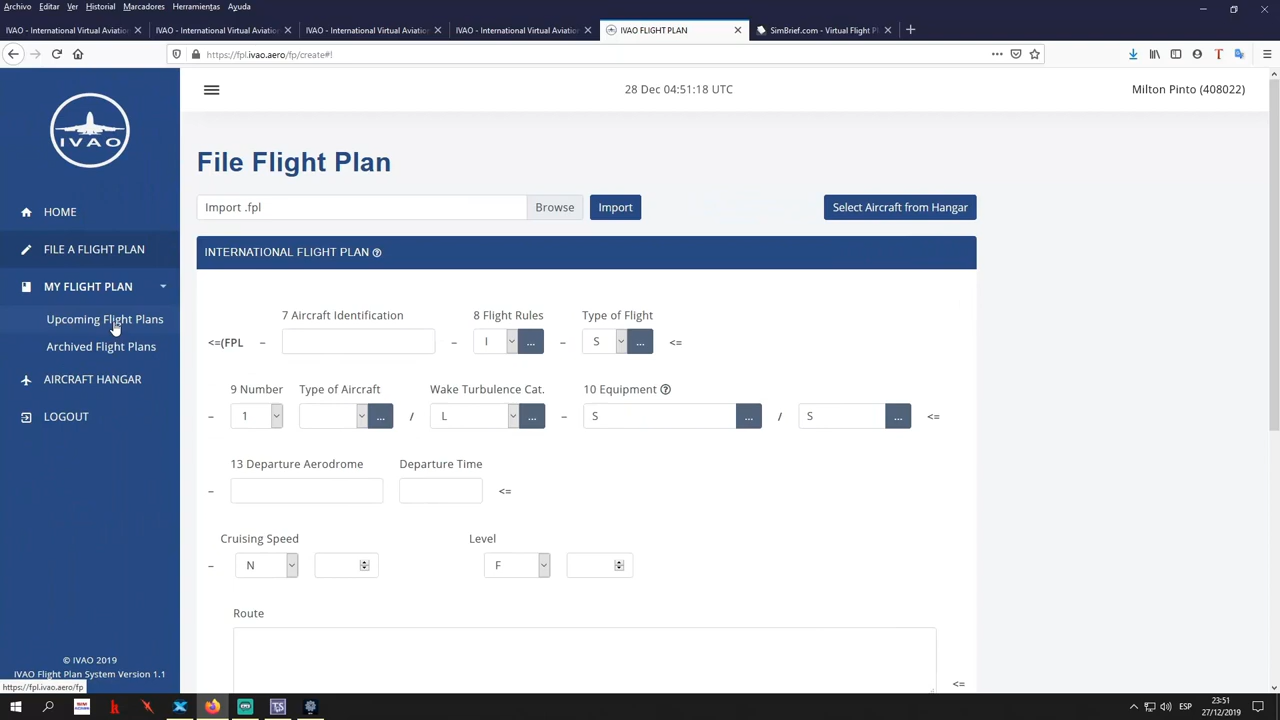 Archivo Editar Ver Historial Marcadores Herramientas Ayuda
IVAO - International Virtual Aviation IVAO - International Virtual Aviation IVAO - International Virtual Aviation IVAO - International Virtual Aviation IVAO FLIGHT PLAN SimBrief.com - Virtual Flight Pl
https://fpl.ivao.aero/fp/create#!
28 Dec 04:51:18 UTC
Milton Pinto (408022)
IVAO
File Flight Plan
Import .fpl Browse Import Select Aircraft from Hangar
HOME
FILE A FLIGHT PLAN
MY FLIGHT PLAN
Upcoming Flight Plans
Archived Flight Plans
AIRCRAFT HANGAR
LOGOUT
INTERNATIONAL FLIGHT PLAN
7 Aircraft Identification 8 Flight Rules Type of Flight
<=(FPL – – I ... – S ... <=
9 Number Type of Aircraft Wake Turbulence Cat. 10 Equipment
– 1 ... / L ... – S ... / S ... <=
13 Departure Aerodrome Departure Time
– <=
Cruising Speed Level
– N F
Route
<=
© IVAO 2019
IVAO Flight Plan System Version 1.1
https://fpl.ivao.aero/fp
ESP
23:51
27/12/2019